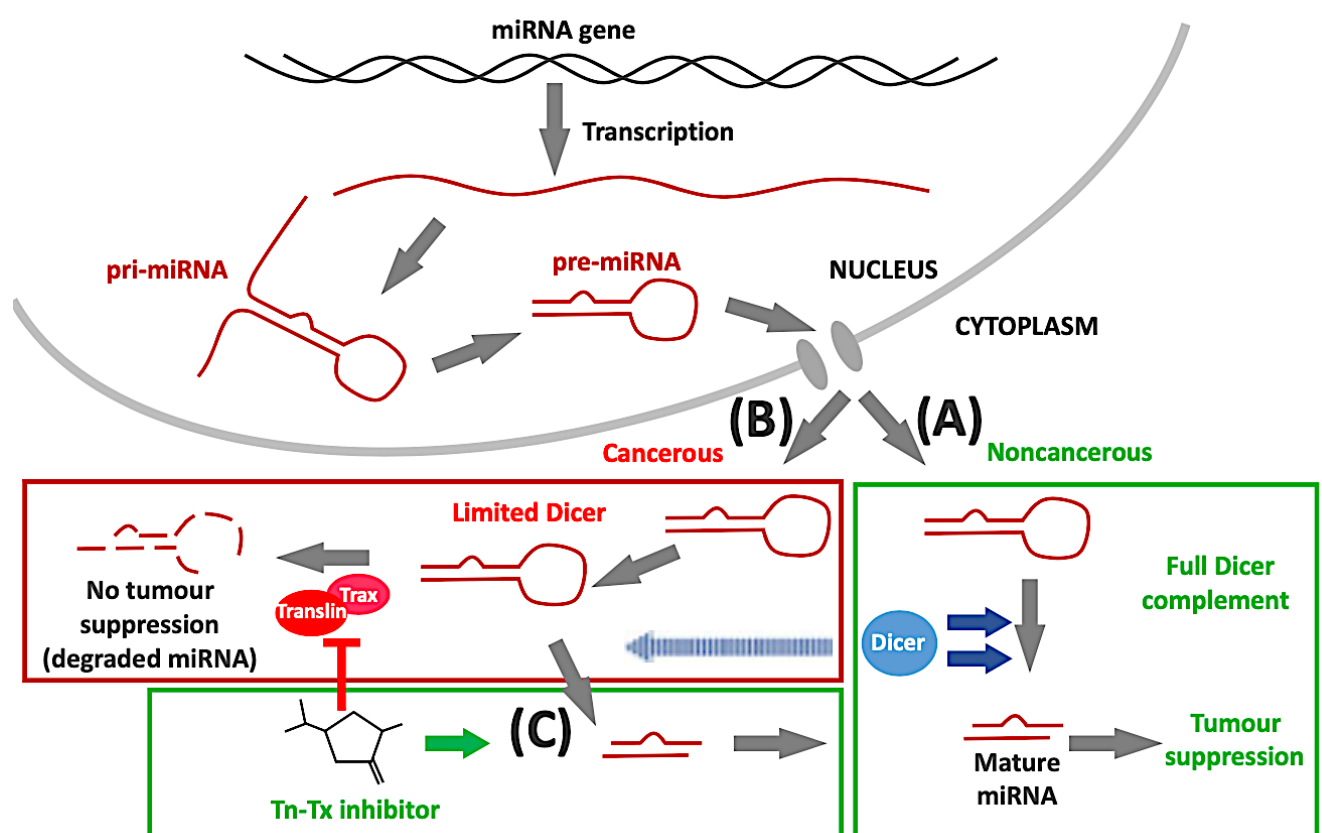 miRNA gene
Transcription
pri-miRNA
pre-miRNA
NUCLEUS
CYTOPLASM
(B)
(A)
Cancerous
Noncancerous
Limited Dicer
No tumour
suppression
(degraded miRNA)
Trax
Translin
Full Dicer
complement
Dicer
(C)
Tn-Tx inhibitor
Mature
miRNA
Tumour
suppression